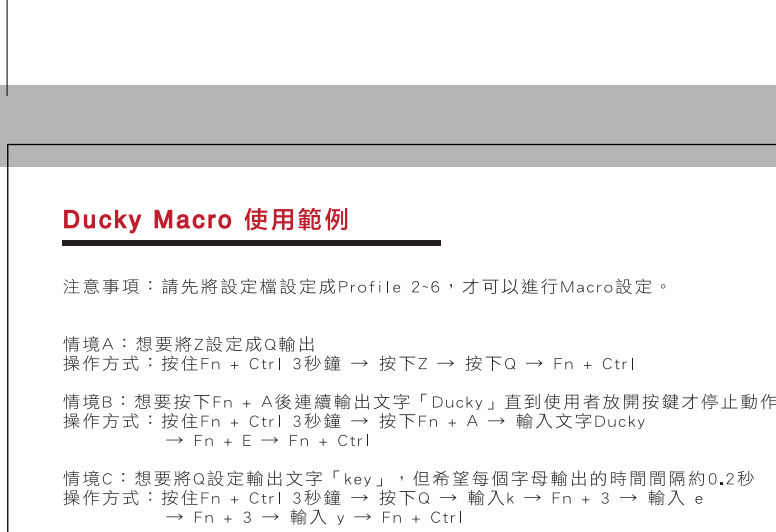 Ducky Macro 使用範例
注意事項：請先將設定檔設定成Profile 2~6，才可以進行Macro設定。
情境A：想要將Z設定成Q輸出
操作方式：按住Fn + Ctrl 3秒鐘 → 按下Z → 按下Q → Fn + Ctrl
情境B：想要按下Fn + A後連續輸出文字「Ducky」直到使用者放開按鍵才停止動作
操作方式：按住Fn + Ctrl 3秒鐘 → 按下Fn + A → 輸入文字Ducky
→ Fn + E → Fn + Ctrl
情境C：想要將Q設定輸出文字「key」，但希望每個字母輸出的時間間隔約0.2秒
操作方式：按住Fn + Ctrl 3秒鐘 → 按下Q → 輸入k → Fn + 3 → 輸入 e
→ Fn + 3 → 輸入 y → Fn + Ctrl